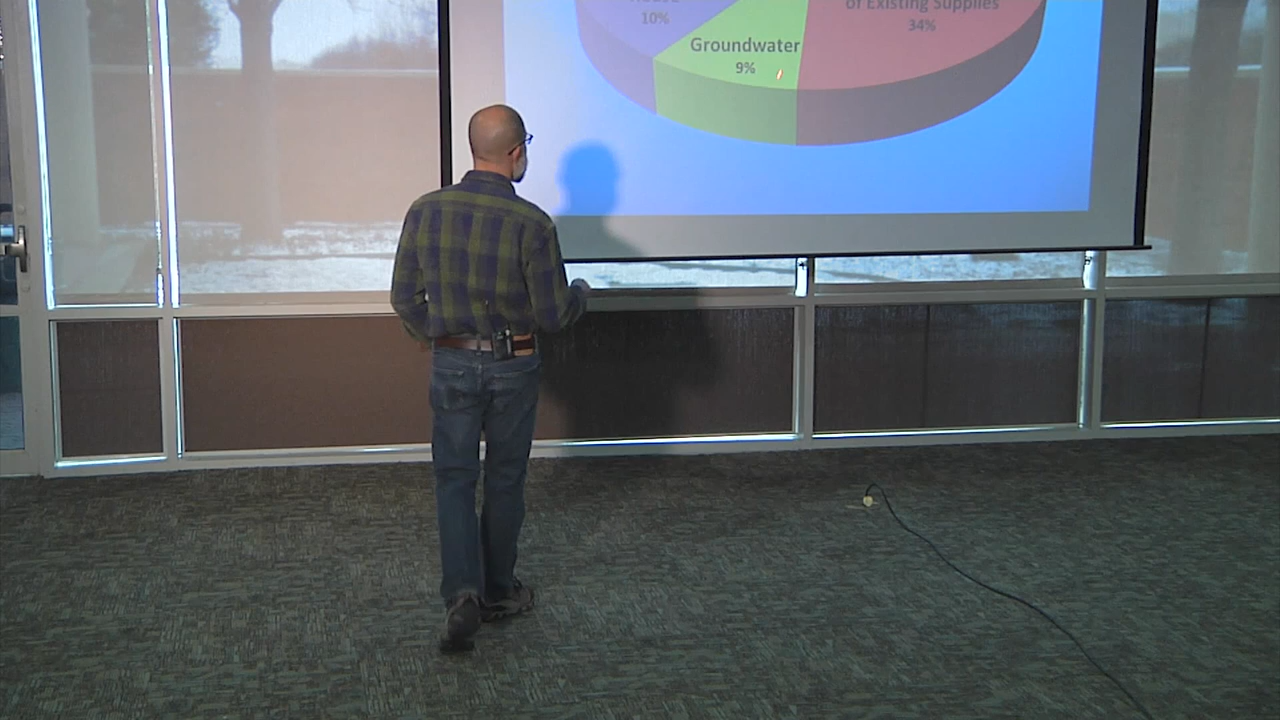 10%
of Existing Supplies
34%
Groundwater
9%